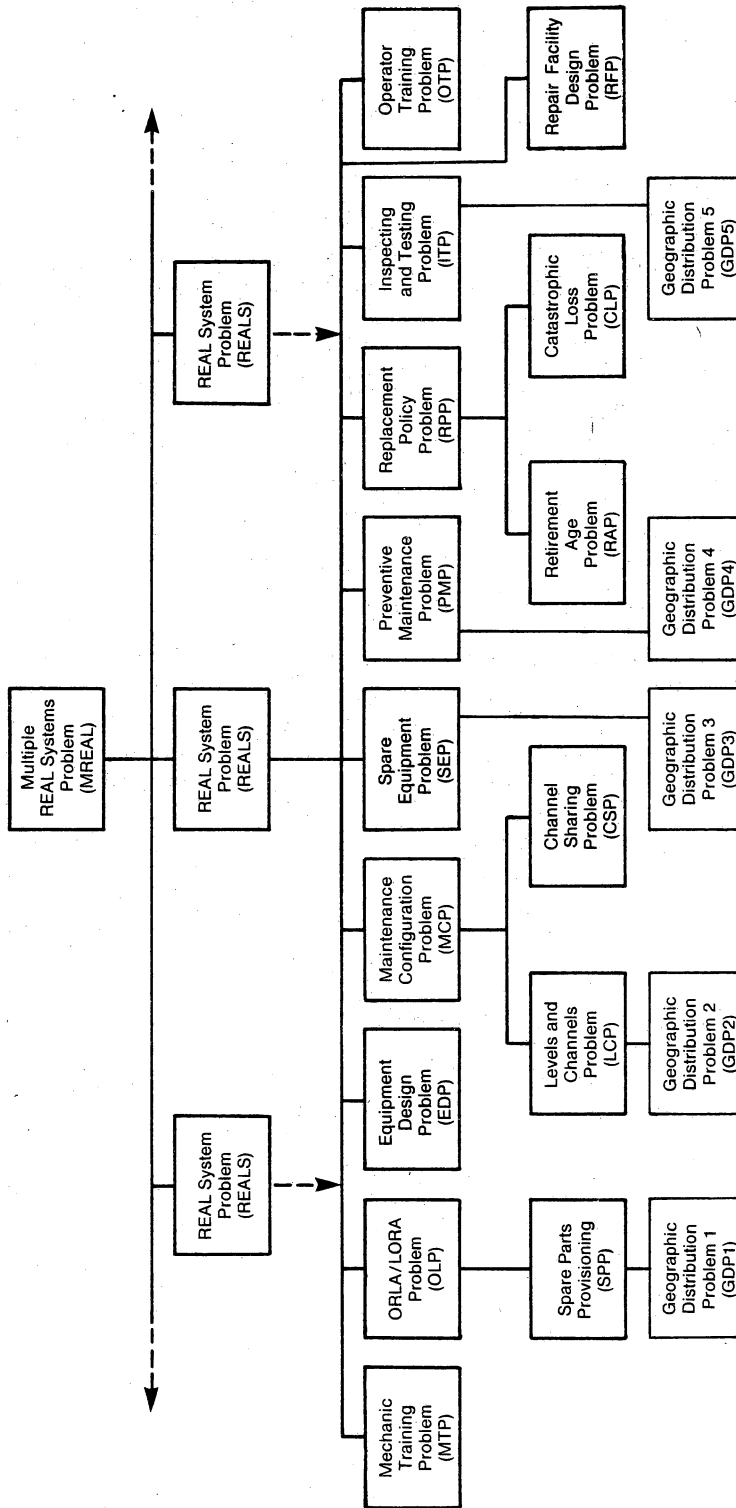 Multiple
REAL Systems
Problem
(MREAL)
REAL System
Problem
(REALS)
REAL System
Problem
(REALS)
REAL System
Problem
(REALS)
Mechanic
Training
Problem
(MTP)
ORLA/LORA
Problem
(OLP)
Equipment
Design
Problem
(EDP)
Maintenance
Configuration
Problem
(MCP)
Spare
Equipment
Problem
(SEP)
Preventive
Maintenance
Problem
(PMP)
Replacement
Policy
Problem
(RPP)
Inspecting
and Testing
Problem
(ITP)
Operator
Training
Problem
(OTP)
Spare Parts
Provisioning
(SPP)
Levels and
Channels
Problem
(LCP)
Channel
Sharing
Problem
(CSP)
Retirement
Age
Problem
(RAP)
Catastrophic
Loss
Problem
(CLP)
Repair Facility
Design
Problem
(RFP)
Geographic
Distribution
Problem 1
(GDP1)
Geographic
Distribution
Problem 2
(GDP2)
Geographic
Distribution
Problem 3
(GDP3)
Geographic
Distribution
Problem 4
(GDP4)
Geographic
Distribution
Problem 5
(GDP5)